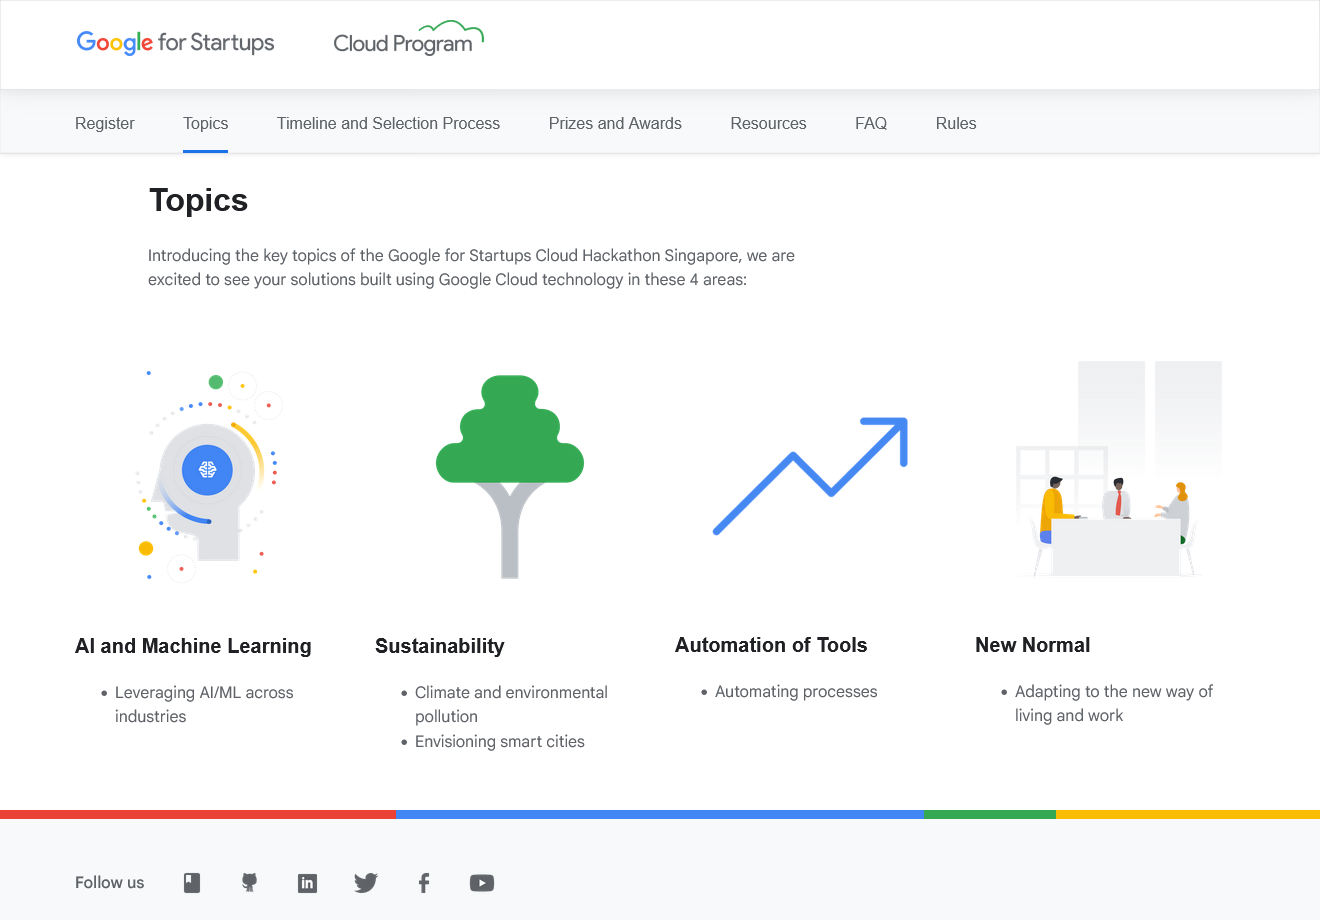 Google for Startups
Cloud Program
Register
Topics
Timeline and Selection Process
Prizes and Awards
Resources
FAQ
Rules
Topics
Introducing the key topics of the Google for Startups Cloud Hackathon Singapore, we are
excited to see your solutions built using Google Cloud technology in these 4 areas:
AI and Machine Learning
• Leveraging AI/ML across
industries
Sustainability
• Climate and environmental
pollution
• Envisioning smart cities
Automation of Tools
• Automating processes
New Normal
• Adapting to the new way of
living and work
Follow us
in